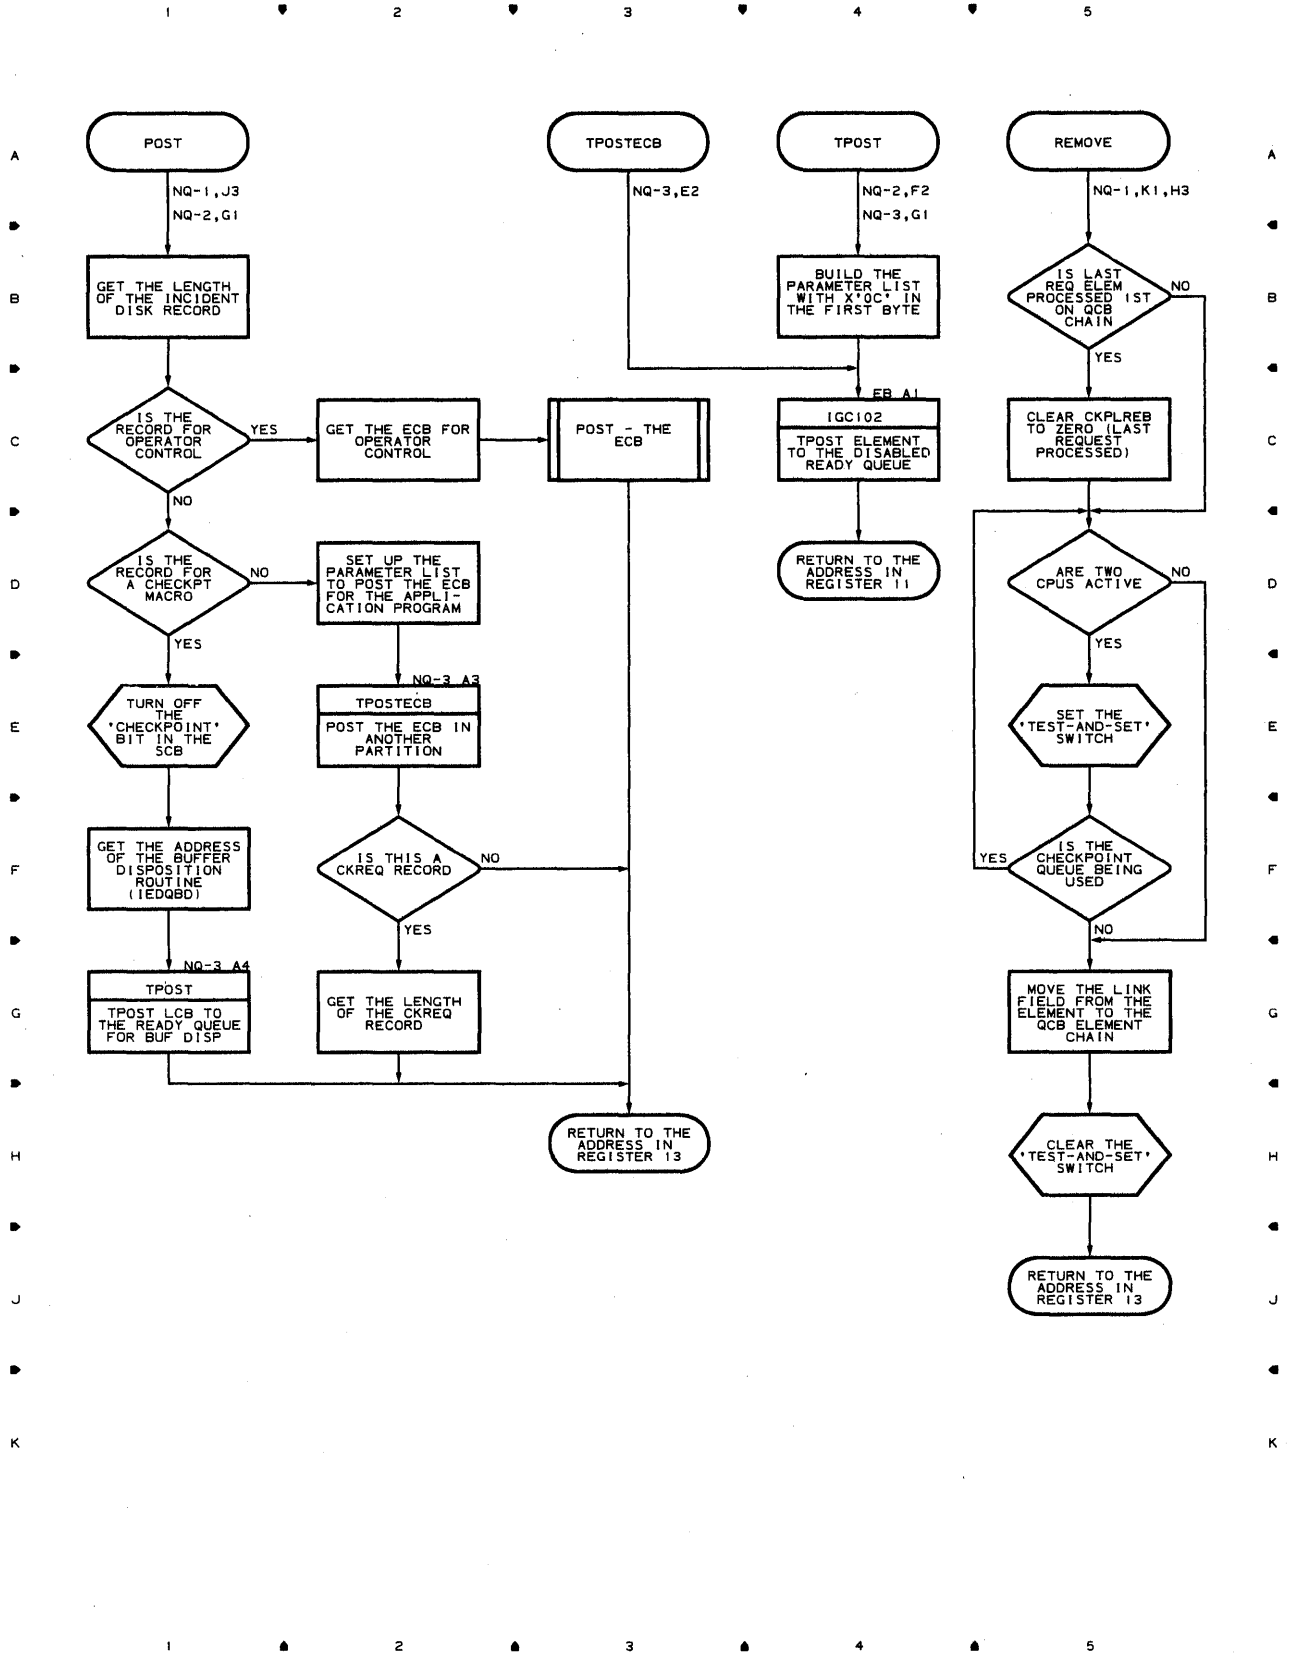 1 2 3 4 5
POST
TPOSTECB
TPOST
REMOVE
A
A
NQ-1,J3
NQ-2,G1
NQ-3,E2
NQ-2,F2
NQ-3,G1
NQ-1,K1,H3
B
GET THE LENGTH
OF THE INCIDENT
DISK RECORD
BUILD THE
PARAMETER LIST
WITH X'0C' IN
THE FIRST BYTE
IS LAST
REQ ELEM
PROCESSED 1ST
ON QCB
CHAIN
NO
YES
B
C
IS THE
RECORD FOR
OPERATOR
CONTROL
YES
NO
GET THE ECB FOR
OPERATOR
CONTROL
POST - THE
ECB
EB A1
IGC102
TPOST ELEMENT
TO THE DISABLED
READY QUEUE
CLEAR CKPLREB
TO ZERO (LAST
REQUEST
PROCESSED)
C
D
IS THE
RECORD FOR
A CHECKPT
MACRO
NO
YES
SET UP THE
PARAMETER LIST
TO POST THE ECB
FOR THE APPLI-
CATION PROGRAM
RETURN TO THE
ADDRESS IN
REGISTER 11
ARE TWO
CPUS ACTIVE
NO
YES
D
E
TURN OFF
THE
'CHECKPOINT'
BIT IN THE
SCB
NQ-3 A3
TPOSTECB
POST THE ECB IN
ANOTHER
PARTITION
SET THE
'TEST-AND-SET'
SWITCH
E
F
GET THE ADDRESS
OF THE BUFFER
DISPOSITION
ROUTINE
(IEDQBD)
IS THIS A
CKREQ RECORD
NO
YES
YES
IS THE
CHECKPOINT
QUEUE BEING
USED
NO
F
G
NQ-3 A4
TPOST
TPOST LCB TO
THE READY QUEUE
FOR BUF DISP
GET THE LENGTH
OF THE CKREQ
RECORD
MOVE THE LINK
FIELD FROM THE
ELEMENT TO THE
QCB ELEMENT
CHAIN
G
H
RETURN TO THE
ADDRESS IN
REGISTER 13
CLEAR THE
'TEST-AND-SET'
SWITCH
H
J
RETURN TO THE
ADDRESS IN
REGISTER 13
J
K
K
1 2 3 4 5